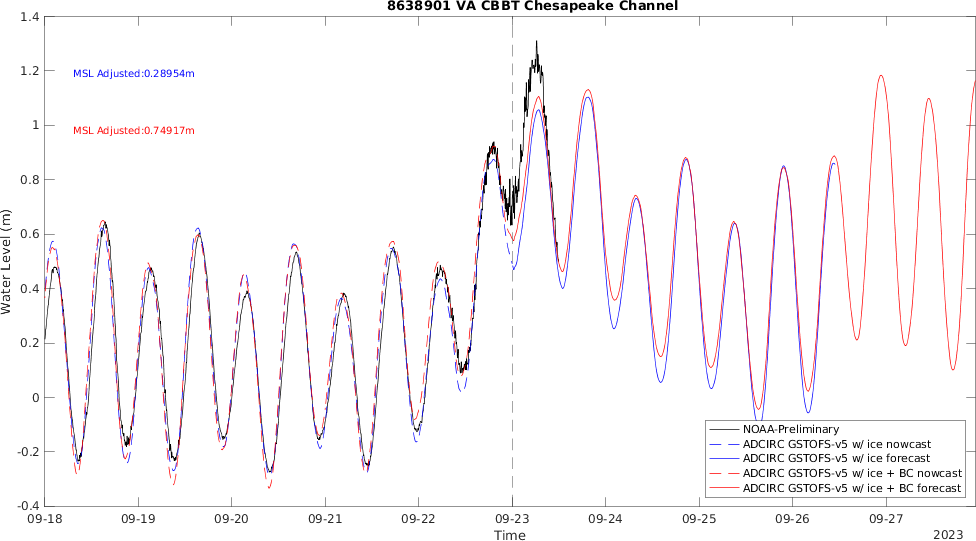 8638901 VA CBBT Chesapeake Channel
1.4
1.2
1
0.8
0.6
0.4
0.2
0
-0.2
-0.4
Water Level (m)
MSL Adjusted:0.28954m
MSL Adjusted:0.74917m
NOAA-Preliminary
ADCIRC GSTOFS-v5 w/ ice nowcast
ADCIRC GSTOFS-v5 w/ ice forecast
ADCIRC GSTOFS-v5 w/ ice + BC nowcast
ADCIRC GSTOFS-v5 w/ ice + BC forecast
09-18 09-19 09-20 09-21 09-22 09-23 09-24 09-25 09-26 09-27
Time
2023